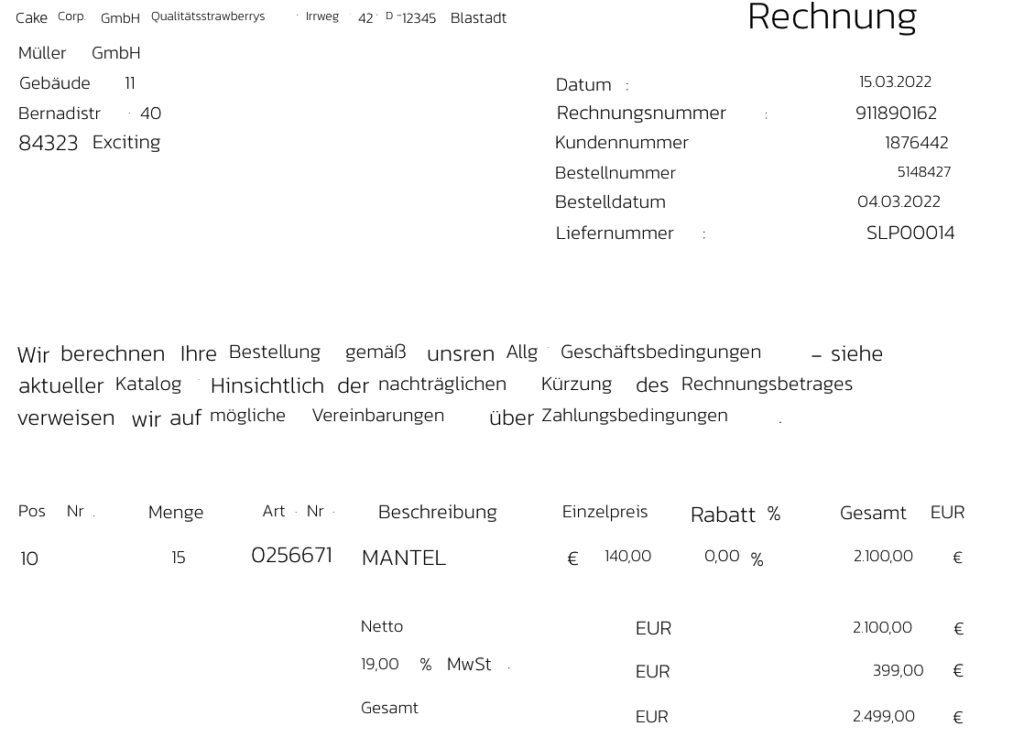 Cake Corp. GmbH Qualitätsstrawberrys · Irrweg 42 · D -12345 Blastadt
Rechnung
Müller GmbH
Gebäude 11
Bernadistr · 40
84323 Exciting
Datum : 15.03.2022
Rechnungsnummer : 911890162
Kundennummer 1876442
Bestellnummer 5148427
Bestelldatum 04.03.2022
Liefernummer : SLP00014
Wir berechnen Ihre Bestellung gemäß unsren Allg · Geschäftsbedingungen – siehe
aktueller Katalog · Hinsichtlich der nachträglichen Kürzung des Rechnungsbetrages
verweisen wir auf mögliche Vereinbarungen über Zahlungsbedingungen .
Pos Nr . Menge Art · Nr · Beschreibung Einzelpreis Rabatt % Gesamt EUR
10 15 0256671 MANTEL € 140,00 0,00 % 2.100,00 €
Netto EUR 2.100,00 €
19,00 % MwSt . EUR 399,00 €
Gesamt EUR 2.499,00 €